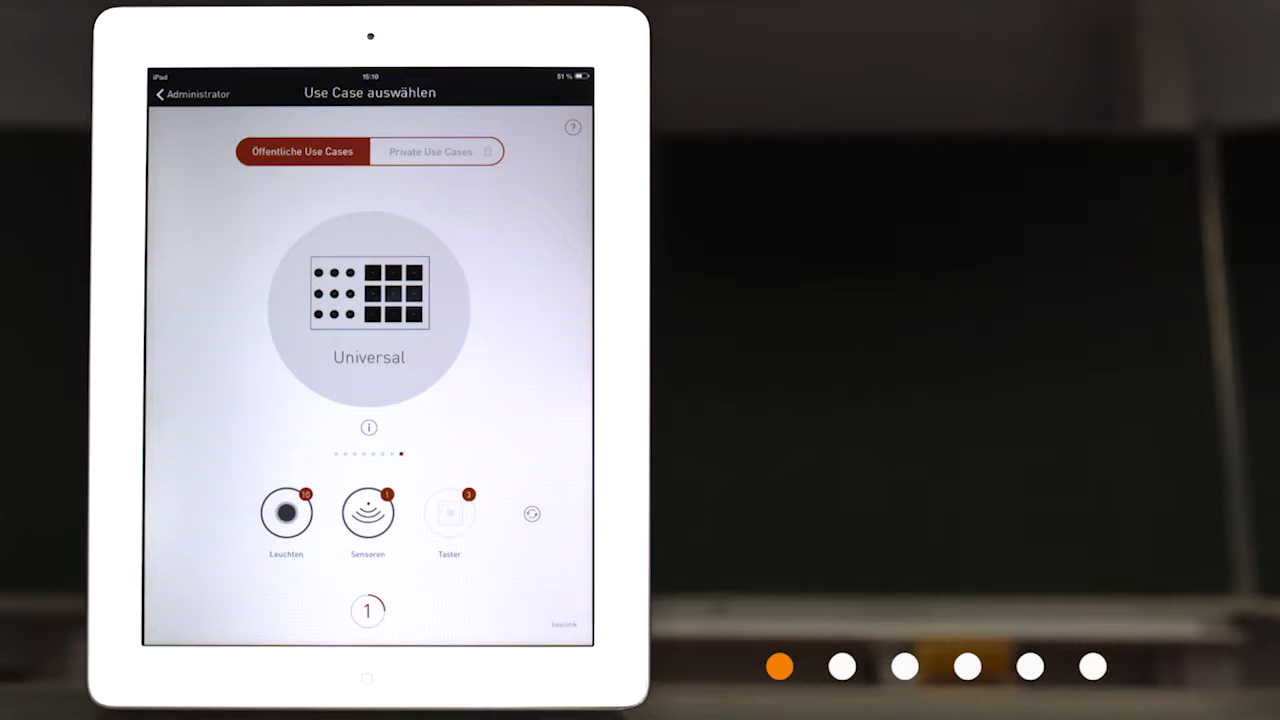 iPad 15:10 51 %
Administrator Use Case auswählen
?
Öffentliche Use Cases Private Use Cases
Universal
i
10 1 3
Leuchten Sensoren Taster
1
livelink